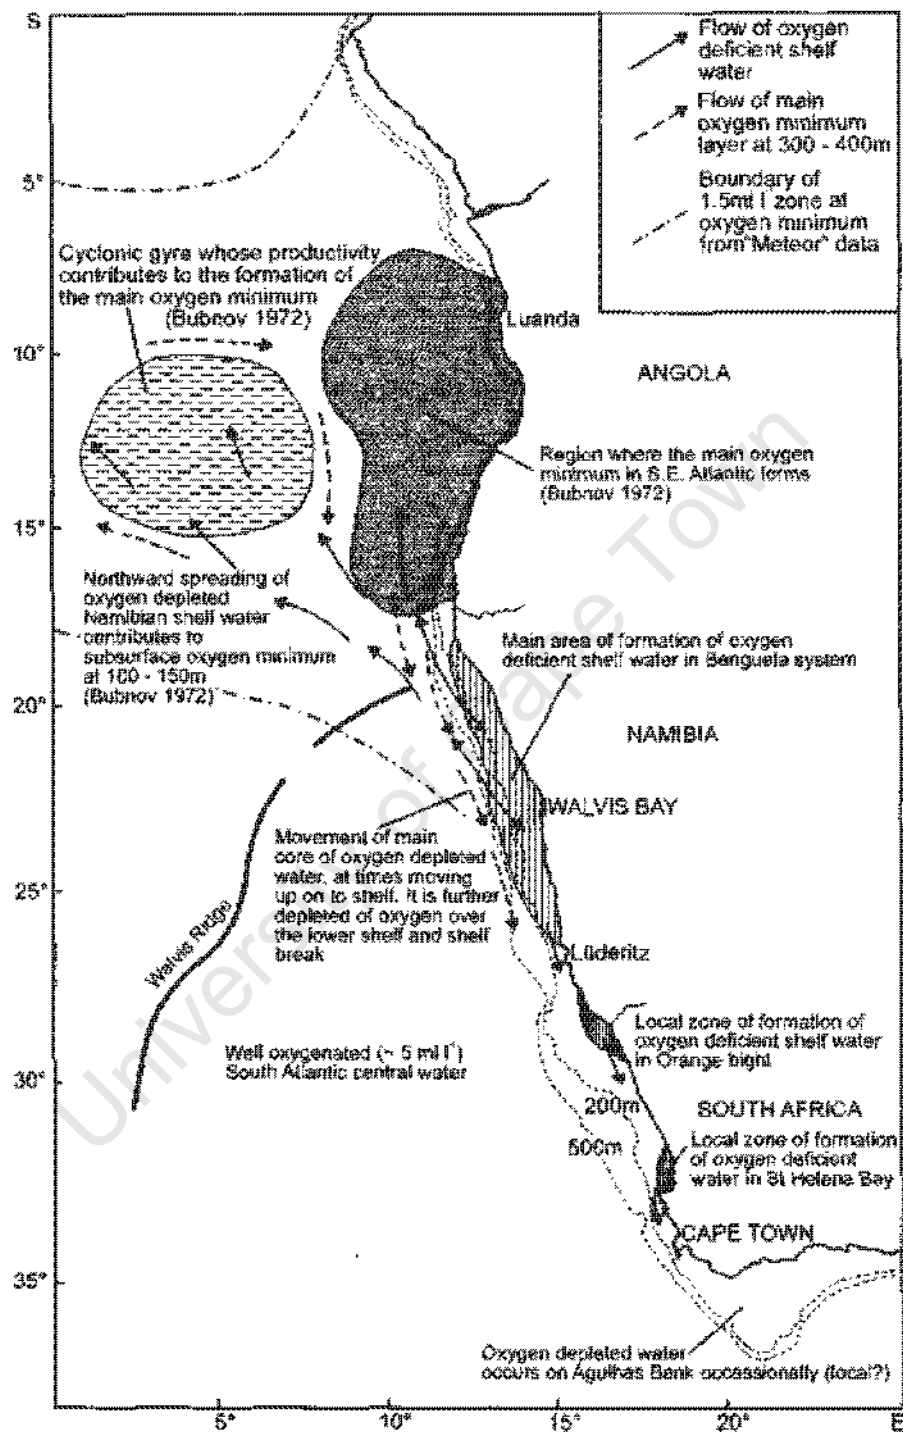 S
Flow of oxygen
deficient shelf
water
Flow of main
oxygen minimum
layer at 300 - 400m
Boundary of
1.5ml l zone at
oxygen minimum
from "Meteor" data
5°
Cyclonic gyre whose productivity
contributes to the formation of
the main oxygen minimum
(Bubnov 1972)
Luanda
10°
ANGOLA
Region where the main oxygen
minimum in S.E. Atlantic forms
(Bubnov 1972)
15°
Northward spreading of
oxygen depleted
Namibian shelf water
contributes to
subsurface oxygen minimum
at 100 - 150m
(Bubnov 1972)
Main area of formation of oxygen
deficient shelf water in Benguela system
20°
NAMIBIA
WALVIS BAY
Movement of main
core of oxygen depleted
water, at times moving
up on to shelf. It is further
depleted of oxygen over
the lower shelf and shelf
break
25°
Walvis Ridge
Lüderitz
Local zone of formation of
oxygen deficient shelf water
in Orange bight
Well oxygenated (~ 5 ml l¹)
South Atlantic central water
30°
200m
SOUTH AFRICA
500m
Local zone of formation
of oxygen deficient
water in St Helena Bay
CAPE TOWN
35°
Oxygen depleted water
occurs on Agulhas Bank occassionally (local?)
5°
10°
15°
20°
E
University of Cape Town